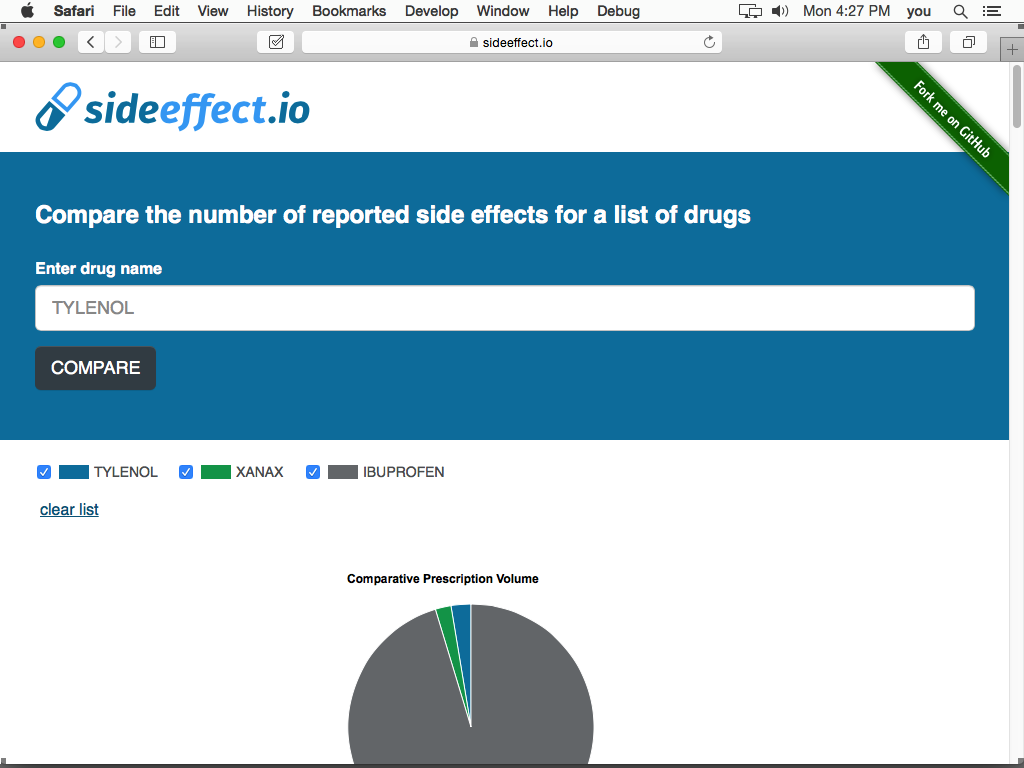 Safari File Edit View History Bookmarks Develop Window Help Debug Mon 4:27 PM you
sideeffect.io
sideeffect.io
Fork me on GitHub
Compare the number of reported side effects for a list of drugs
Enter drug name
TYLENOL
COMPARE
TYLENOL XANAX IBUPROFEN
clear list
Comparative Prescription Volume